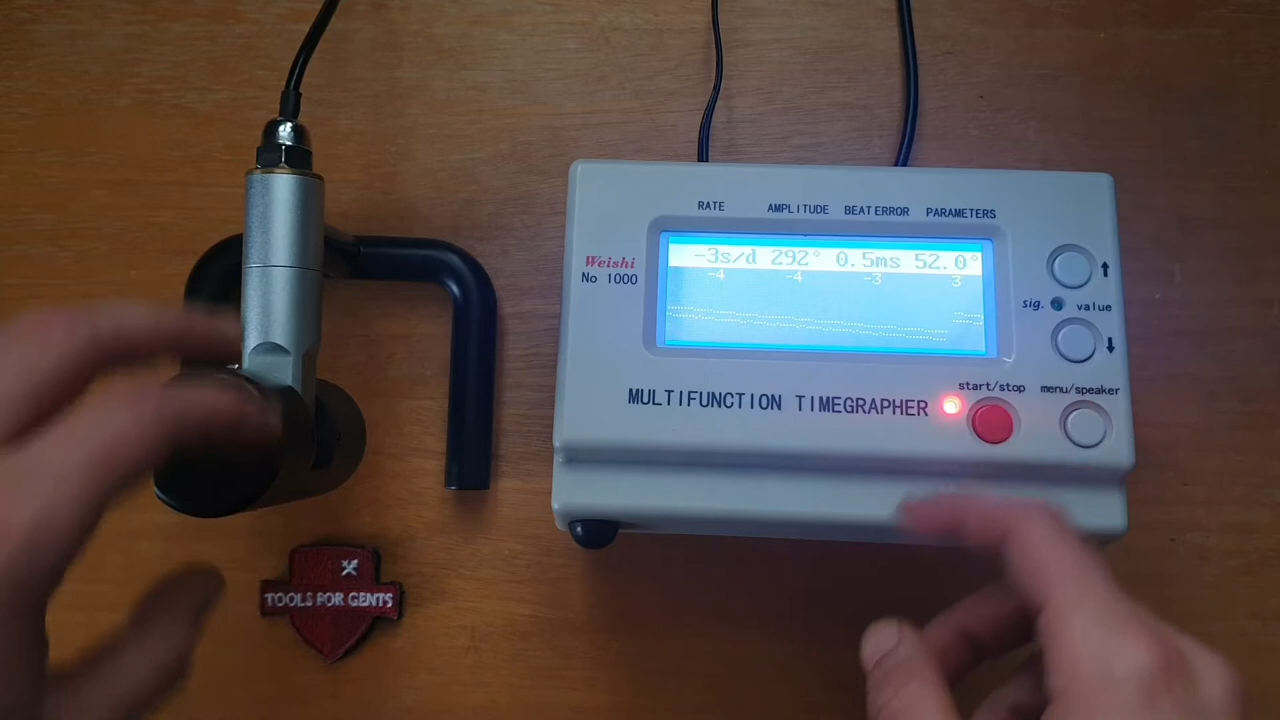 RATE AMPLITUDE BEAT ERROR PARAMETERS
-3s/d 292° 0.5ms 52.0°
-4 -4 -3 3
Weishi
No 1000
sig. value
MULTIFUNCTION TIMEGRAPHER
start/stop menu/speaker
TOOLS FOR GENTS